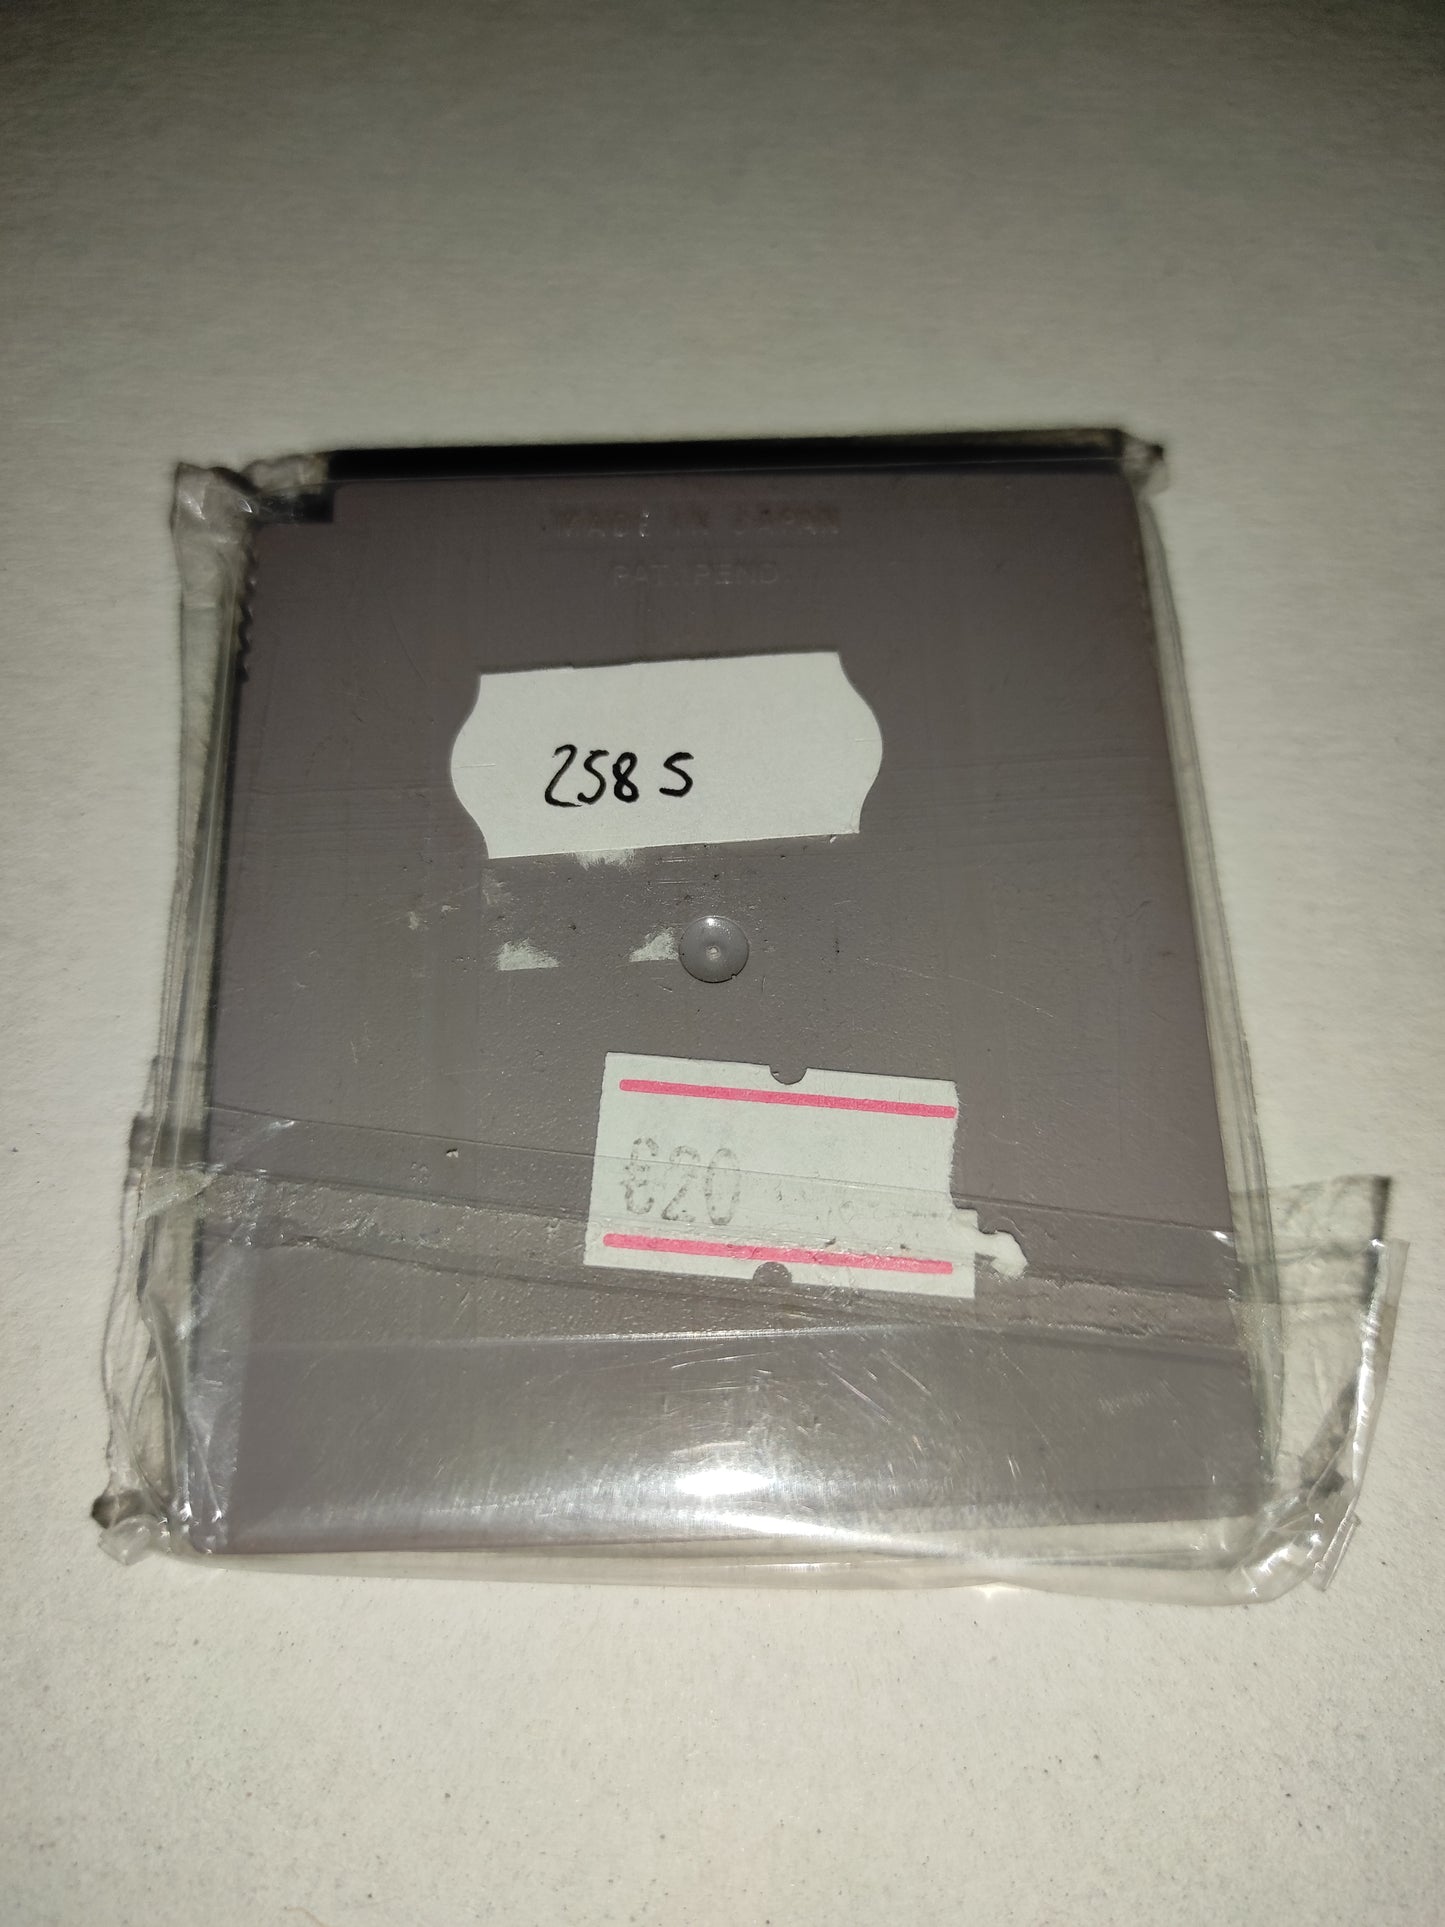 MADE IN JAPAN
PAT. PEND
258 S
€20